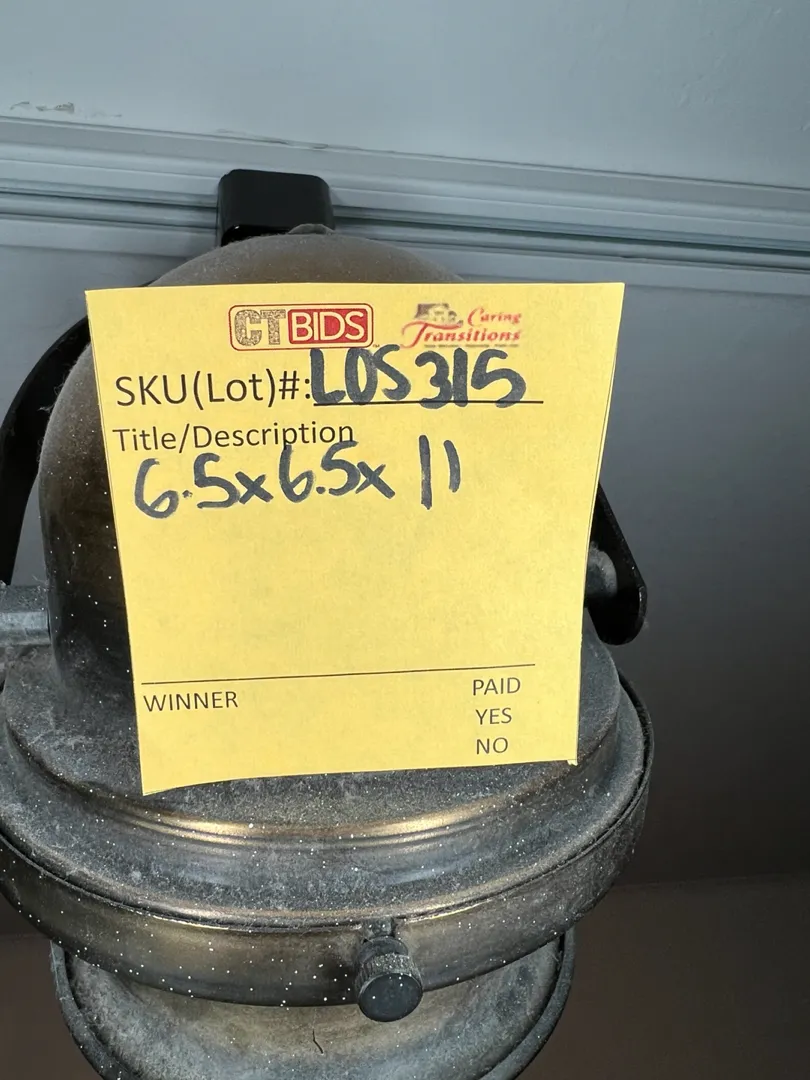 CTBIDS Caring Transitions
SKU(Lot)#: LOS315
Title/Description
6.5x6.5x 11
WINNER PAID
YES
NO